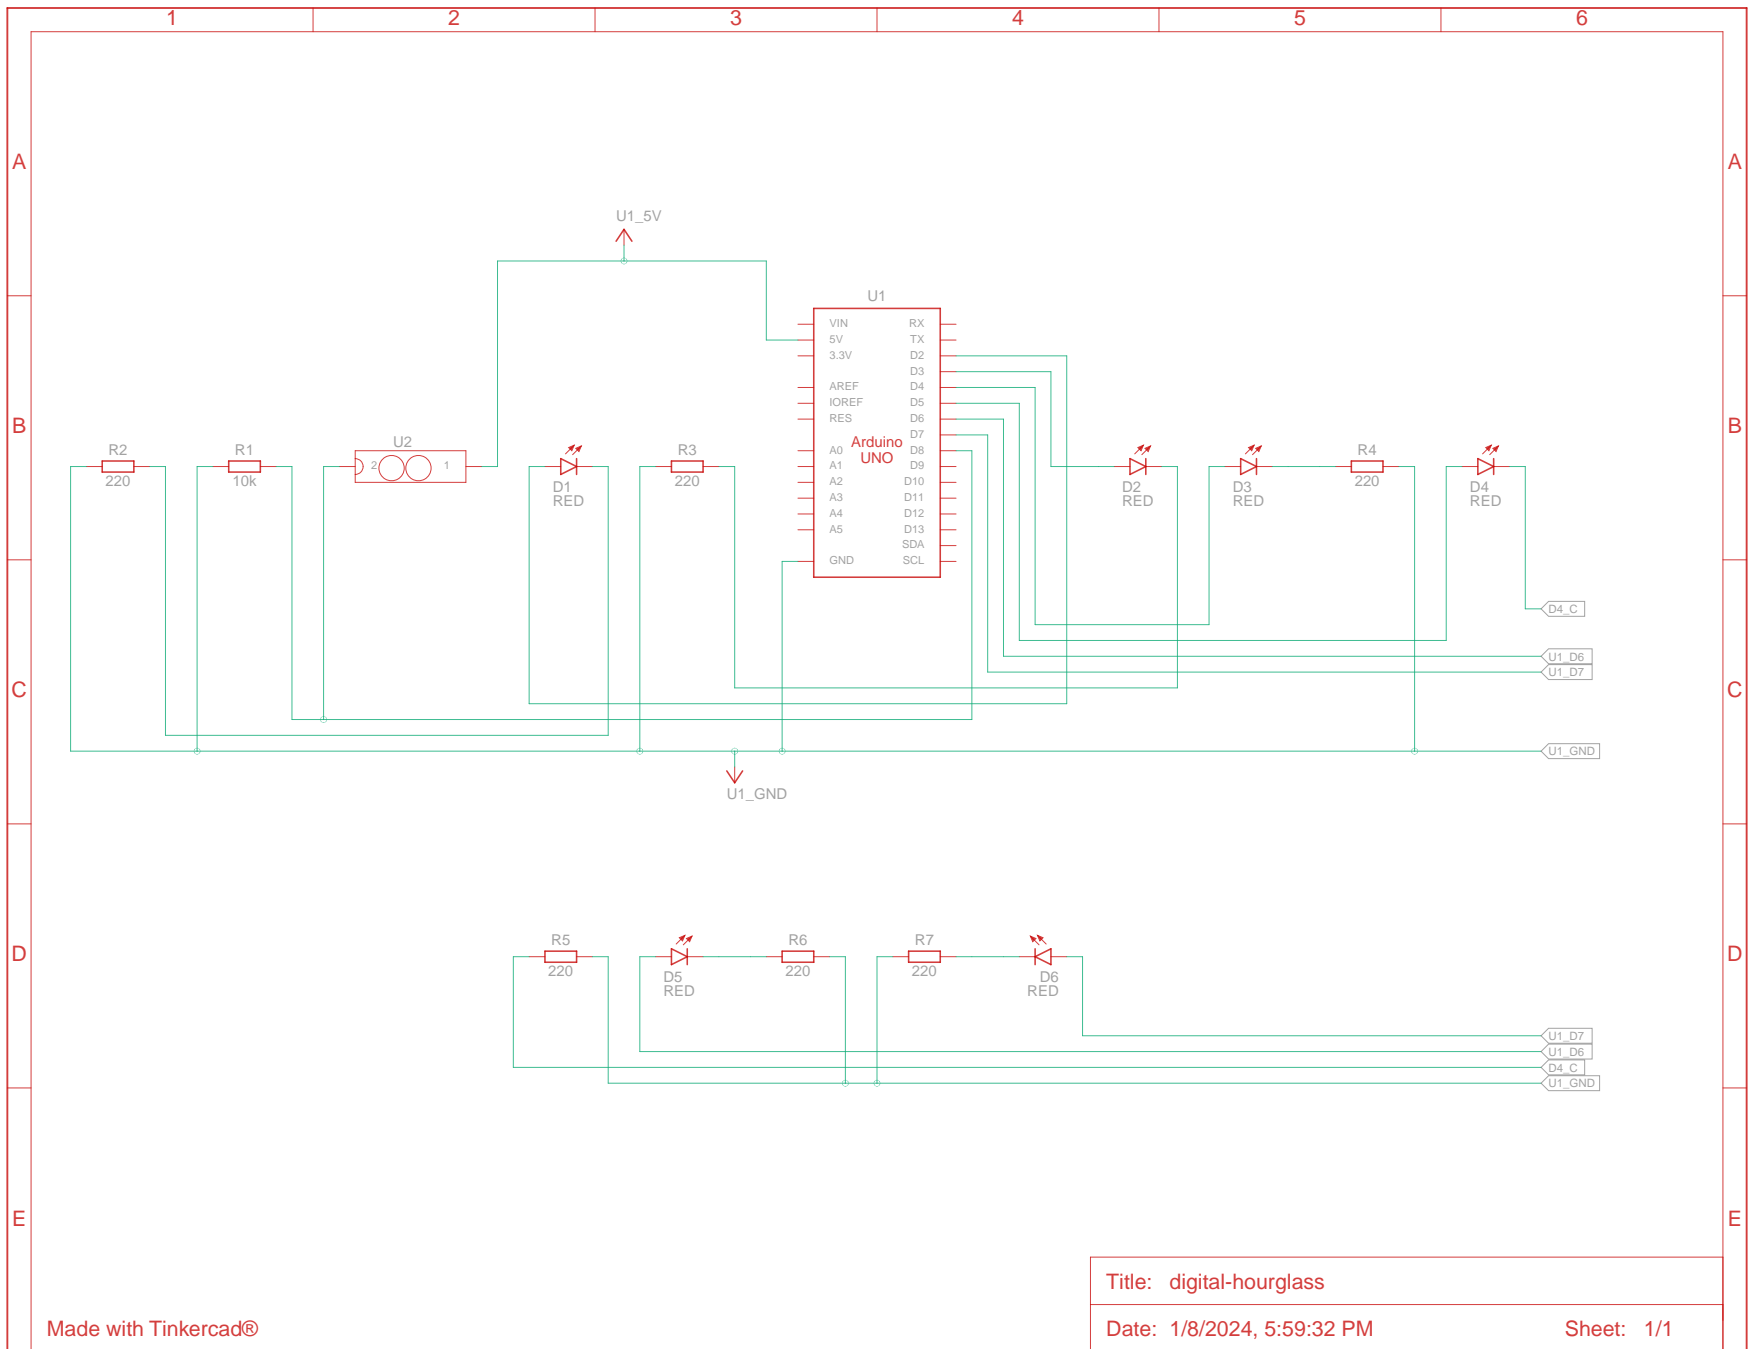 1 2 3 4 5 6
A A
U1_5V
U1
VIN RX
5V TX
3.3V D2
D3
AREF D4
IOREF D5
RES D6
D7
A0 Arduino D8
A1 UNO D9
A2 D10
A3 D11
A4 D12
A5 D13
SDA
GND SCL
B B
R2 R1 U2 R3 R4
2 1
220 10k D1 220 D2 D3 220 D4
RED RED RED RED
D4_C
U1_D6
U1_D7
C C
U1_GND
U1_GND
D D
R5 R6 R7
220 D5 220 220 D6
RED RED
U1_D7
U1_D6
D4_C
U1_GND
E E
Title: digital-hourglass
Made with Tinkercad®
Date: 1/8/2024, 5:59:32 PM Sheet: 1/1